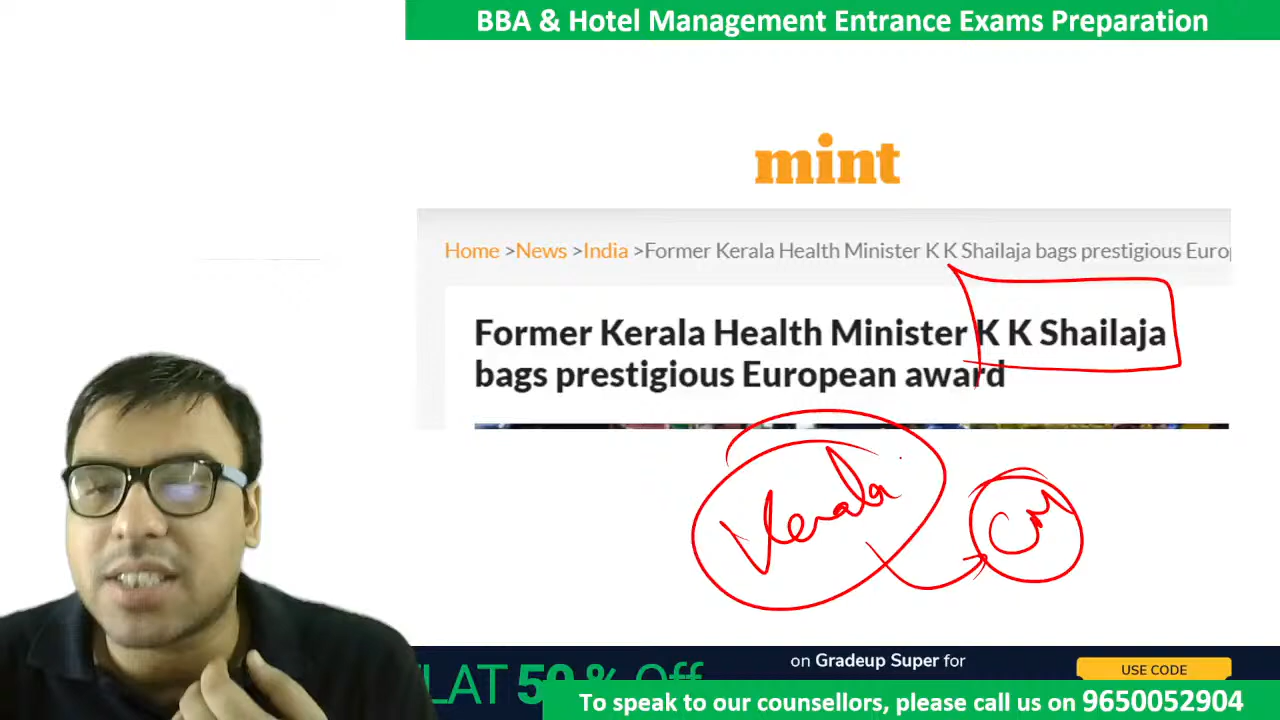 BBA & Hotel Management Entrance Exams Preparation
mint
Home >News >India >Former Kerala Health Minister K K Shailaja bags prestigious Euro
Former Kerala Health Minister K K Shailaja
bags prestigious European award
Kerala
CM
FLAT 50% Off
on Gradeup Super for
USE CODE
To speak to our counsellors, please call us on 9650052904